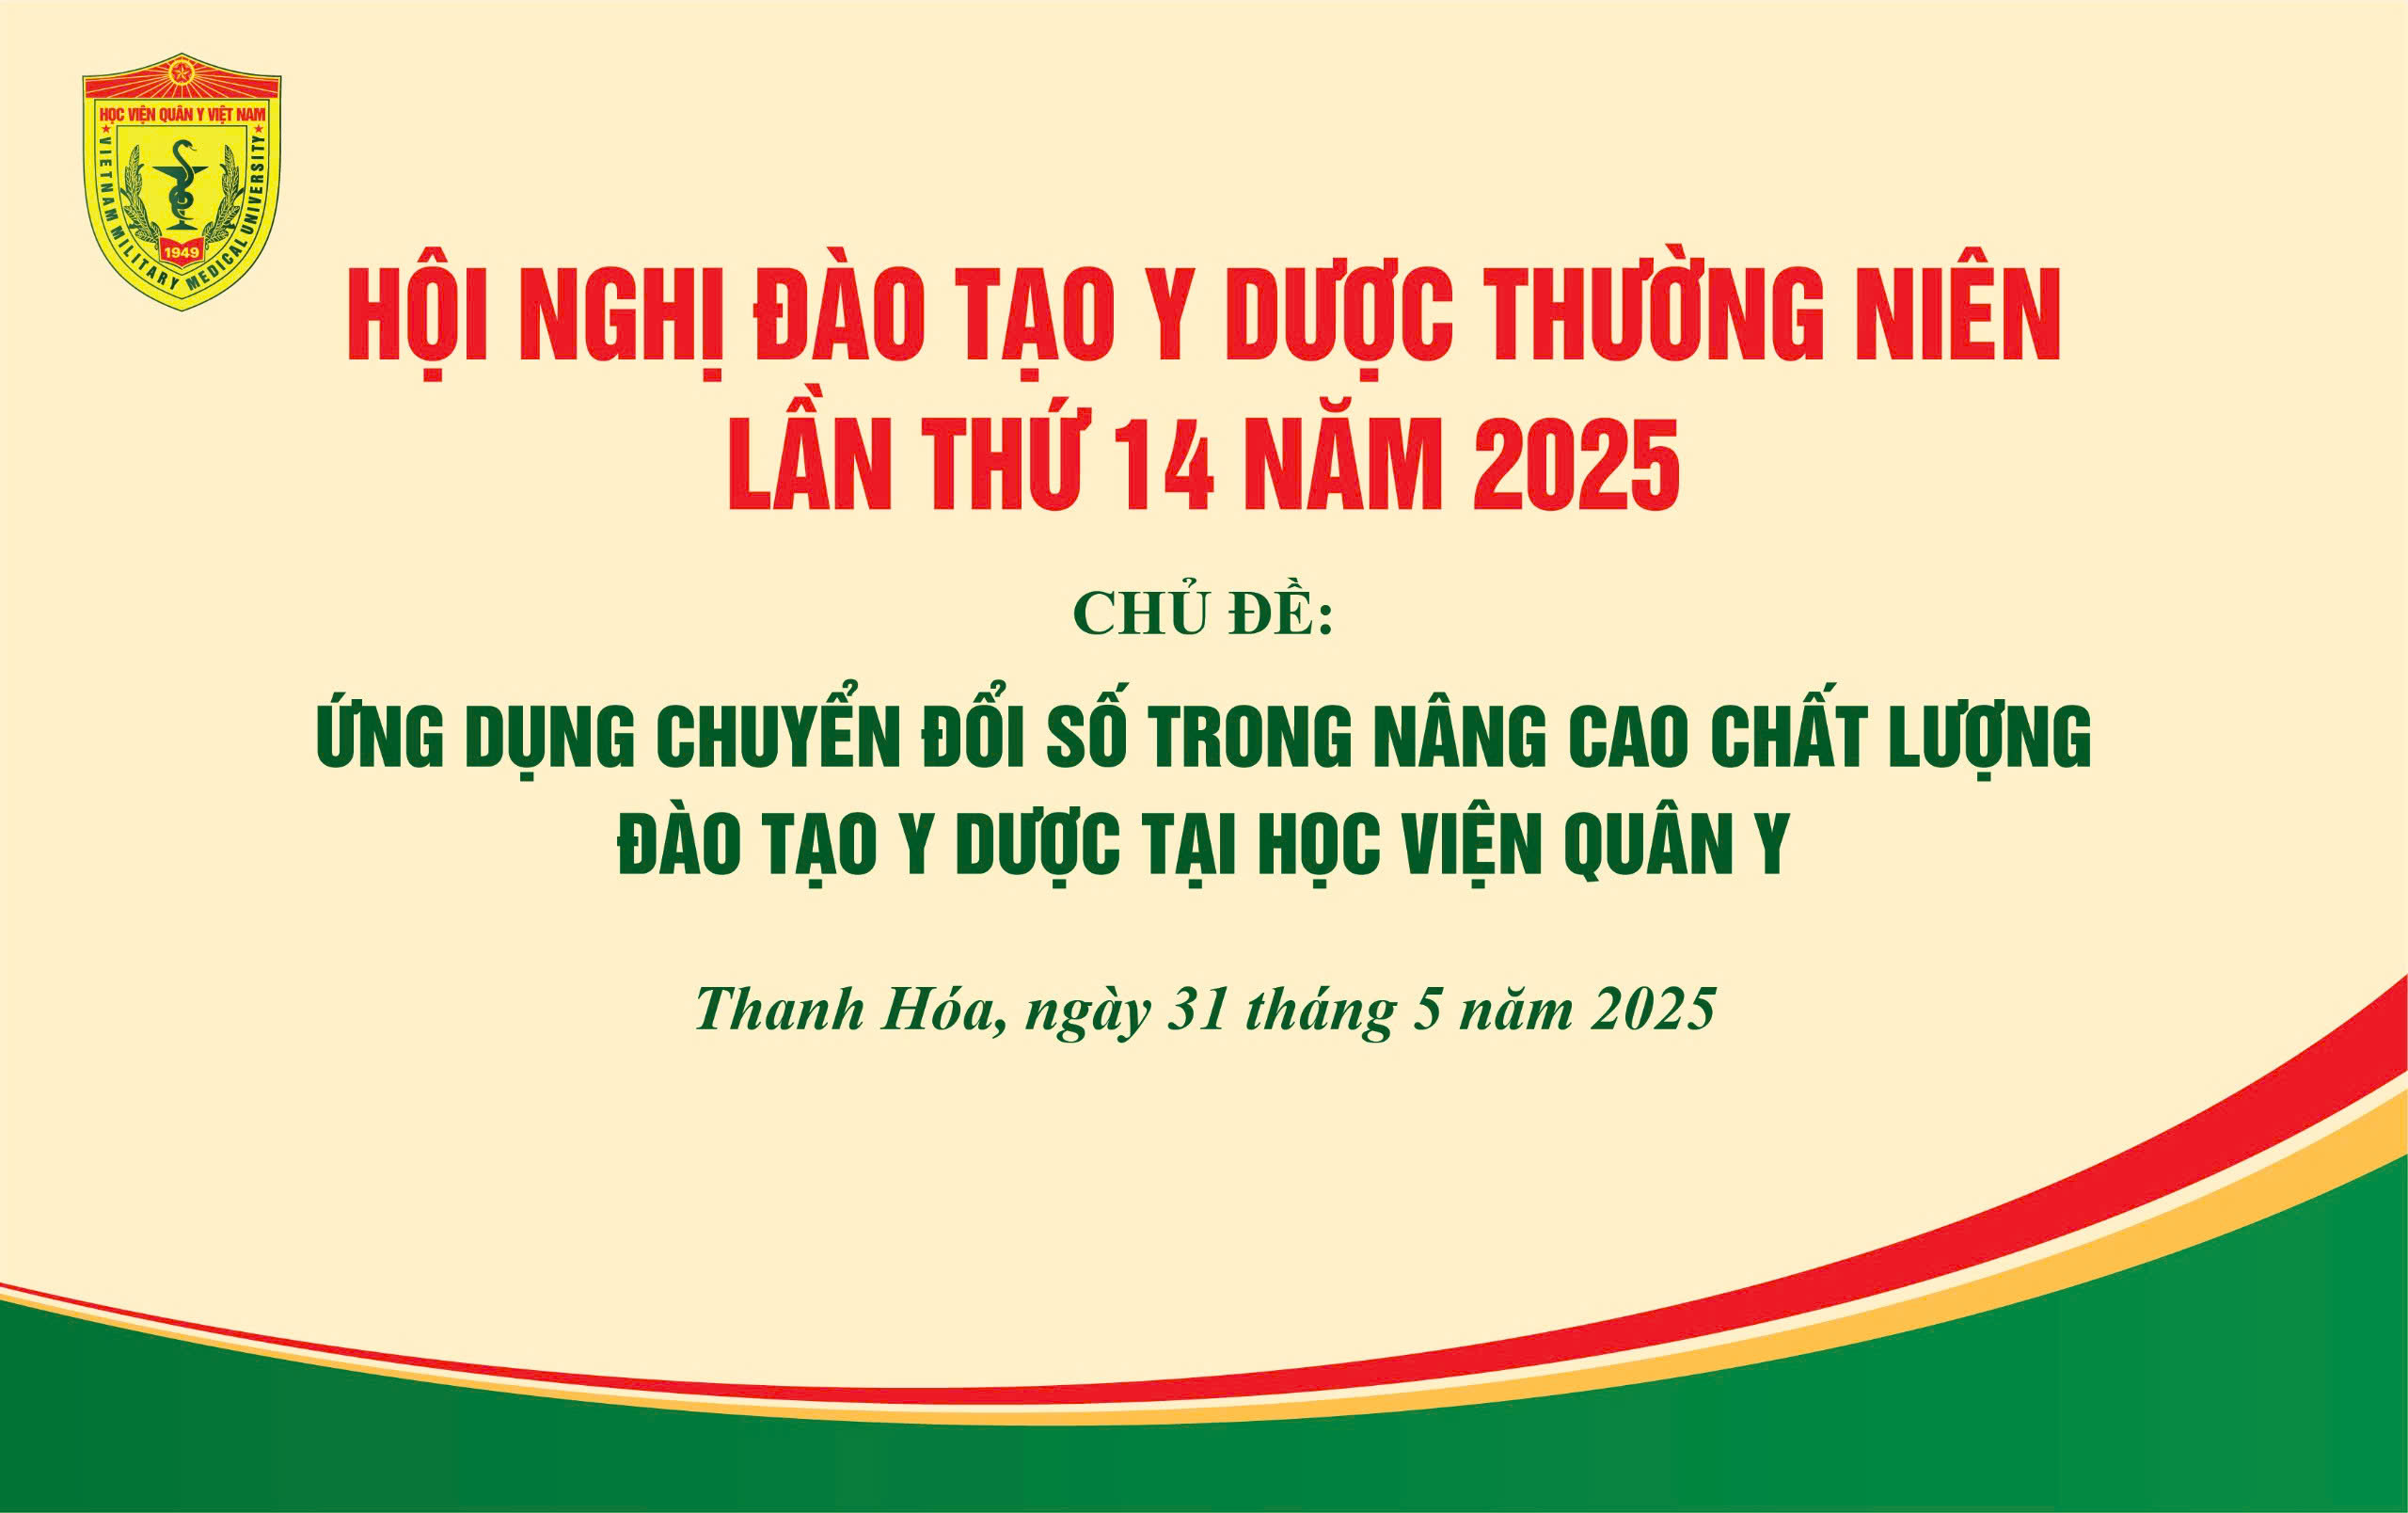 HỌC VIỆN QUÂN Y VIỆT NAM
VIETNAM MILITARY MEDICAL UNIVERSITY
1949
HỘI NGHỊ ĐÀO TẠO Y DƯỢC THƯỜNG NIÊN
LẦN THỨ 14 NĂM 2025
CHỦ ĐỀ:
ỨNG DỤNG CHUYỂN ĐỔI SỐ TRONG NÂNG CAO CHẤT LƯỢNG
ĐÀO TẠO Y DƯỢC TẠI HỌC VIỆN QUÂN Y
Thanh Hóa, ngày 31 tháng 5 năm 2025